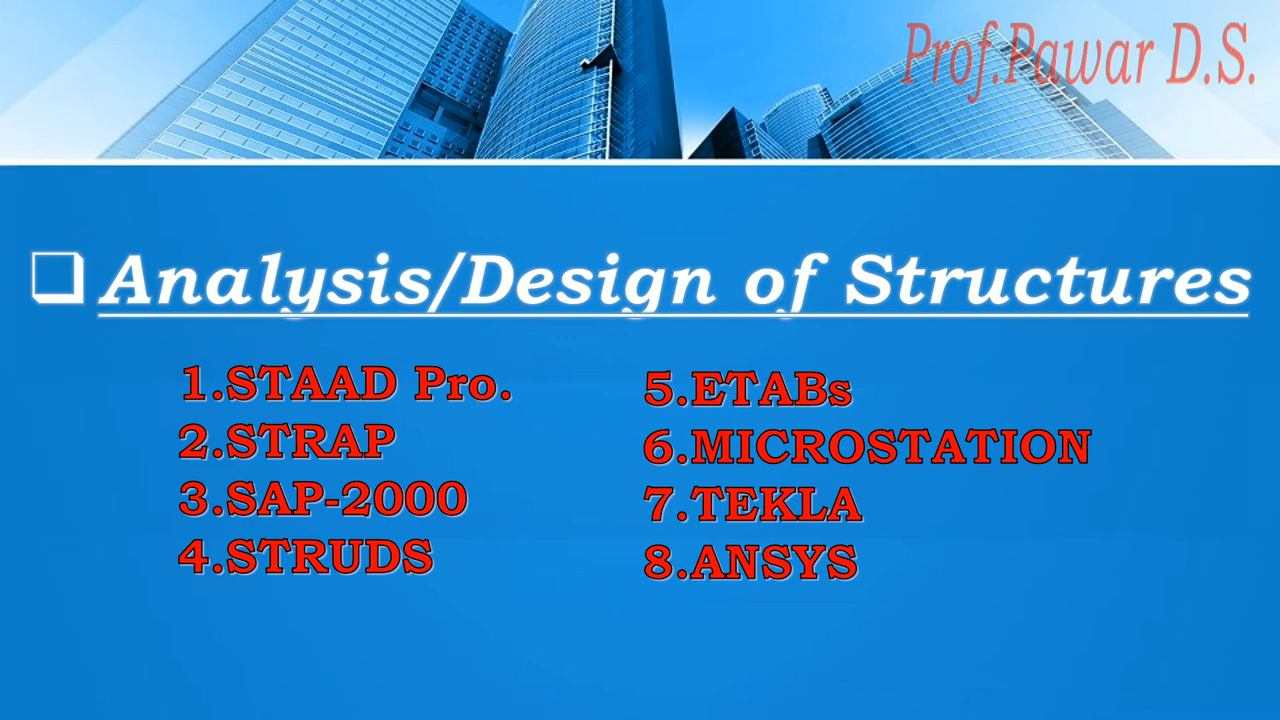 Prof.Pawar D.S.
❑ Analysis/Design of Structures
1.STAAD Pro.
2.STRAP
3.SAP-2000
4.STRUDS
5.ETABs
6.MICROSTATION
7.TEKLA
8.ANSYS